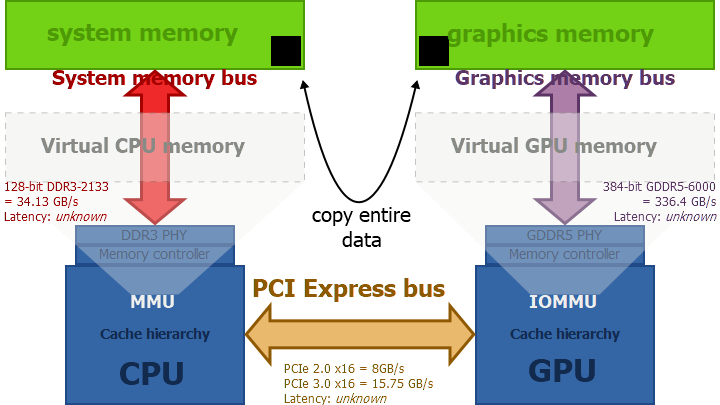 system memory
graphics memory
System memory bus
Graphics memory bus
Virtual CPU memory
Virtual GPU memory
128-bit DDR3-2133
= 34.13 GB/s
Latency: unknown
384-bit GDDR5-6000
= 336.4 GB/s
Latency: unknown
copy entire
data
DDR3 PHY
Memory controller
GDDR5 PHY
Memory controller
MMU
PCI Express bus
IOMMU
Cache hierarchy
Cache hierarchy
CPU
GPU
PCIe 2.0 x16 = 8GB/s
PCIe 3.0 x16 = 15.75 GB/s
Latency: unknown